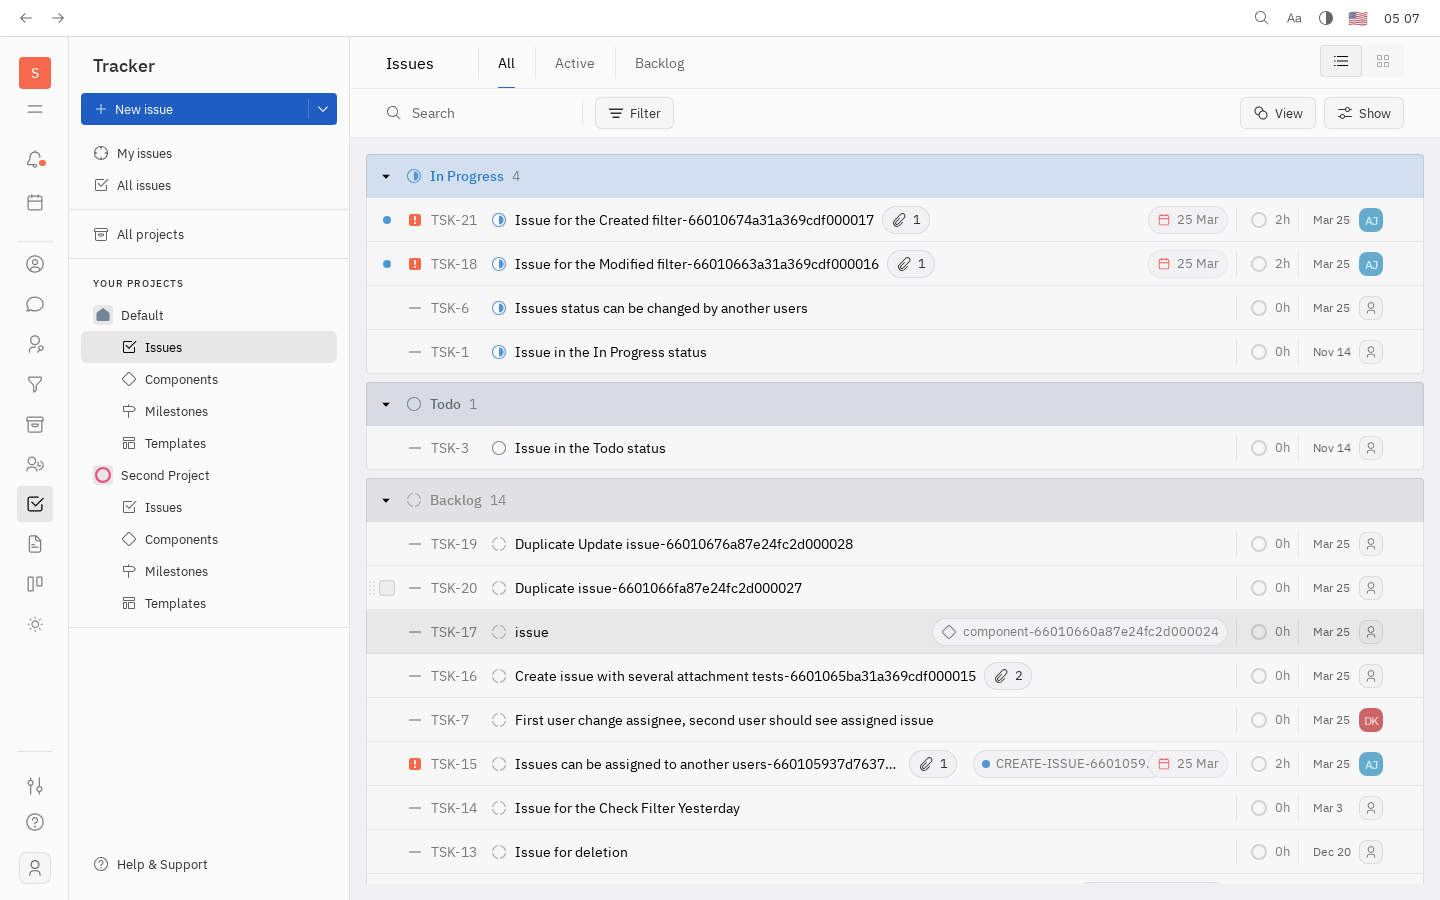 Aa
05 07
S
Tracker
New issue
My issues
All issues
All projects
YOUR PROJECTS
Default
Issues
Components
Milestones
Templates
Second Project
Issues
Components
Milestones
Templates
Help & Support
Issues
All
Active
Backlog
Search
Filter
View
Show
In Progress 4
TSK-21 Issue for the Created filter-66010674a31a369cdf000017 1 25 Mar 2h Mar 25 AJ
TSK-18 Issue for the Modified filter-66010663a31a369cdf000016 1 25 Mar 2h Mar 25 AJ
TSK-6 Issues status can be changed by another users 0h Mar 25
TSK-1 Issue in the In Progress status 0h Nov 14
Todo 1
TSK-3 Issue in the Todo status 0h Nov 14
Backlog 14
TSK-19 Duplicate Update issue-66010676a87e24fc2d000028 0h Mar 25
TSK-20 Duplicate issue-6601066fa87e24fc2d000027 0h Mar 25
TSK-17 issue component-66010660a87e24fc2d000024 0h Mar 25
TSK-16 Create issue with several attachment tests-6601065ba31a369cdf000015 2 0h Mar 25
TSK-7 First user change assignee, second user should see assigned issue 0h Mar 25 DK
TSK-15 Issues can be assigned to another users-660105937d7637... 1 CREATE-ISSUE-6601059. 25 Mar 2h Mar 25 AJ
TSK-14 Issue for the Check Filter Yesterday 0h Mar 3
TSK-13 Issue for deletion 0h Dec 20